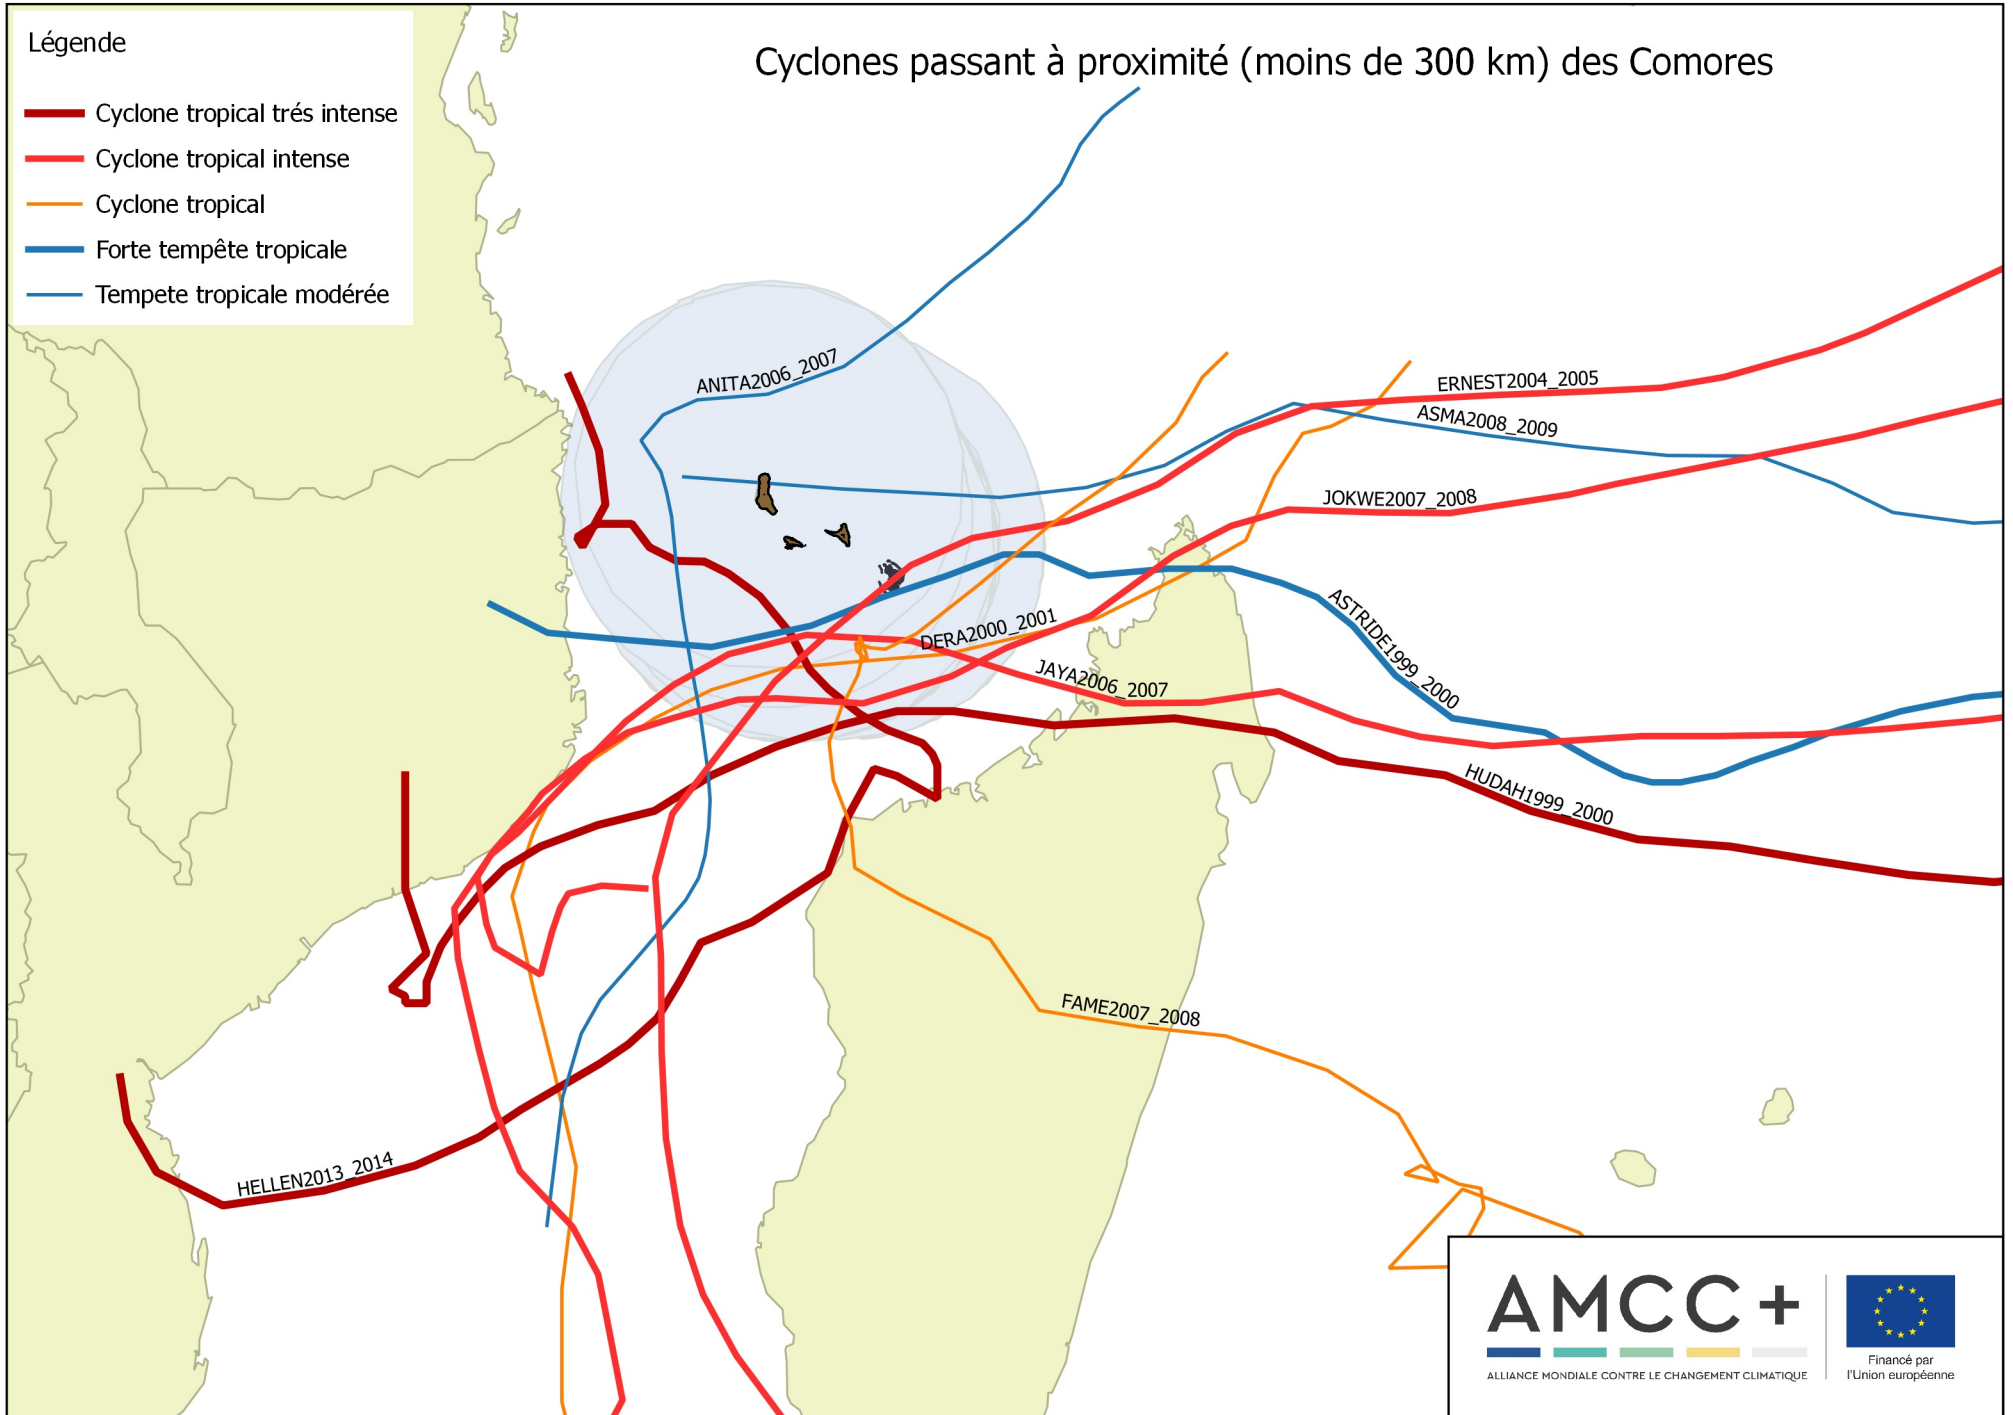 Légende
Cyclone tropical trés intense
Cyclone tropical intense
Cyclone tropical
Forte tempête tropicale
Tempete tropicale modérée
Cyclones passant à proximité (moins de 300 km) des Comores
ANITA2006_2007
ERNEST2004_2005
ASMA2008_2009
JOKWE2007_2008
DERA2000_2001
ASTRIDE1999_2000
JAYA2006_2007
HUDAH1999_2000
FAME2007_2008
HELLEN2013_2014
AMCC+
ALLIANCE MONDIALE CONTRE LE CHANGEMENT CLIMATIQUE
Financé par
l'Union européenne